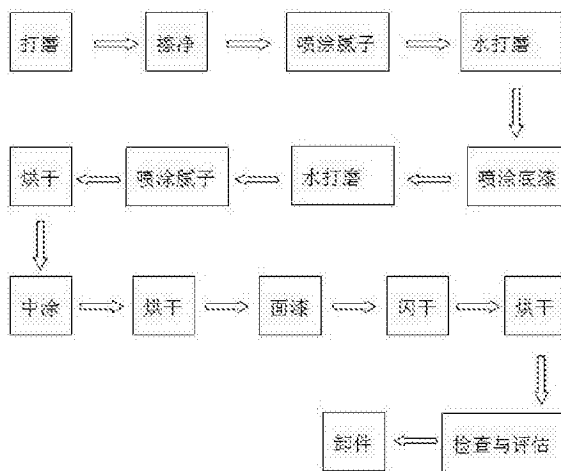 打磨 擦净 喷涂腻子 水打磨
烘干 喷涂腻子 水打磨 喷涂底漆
中涂 烘干 面漆 闪干 烘干
卸件 检查与评估